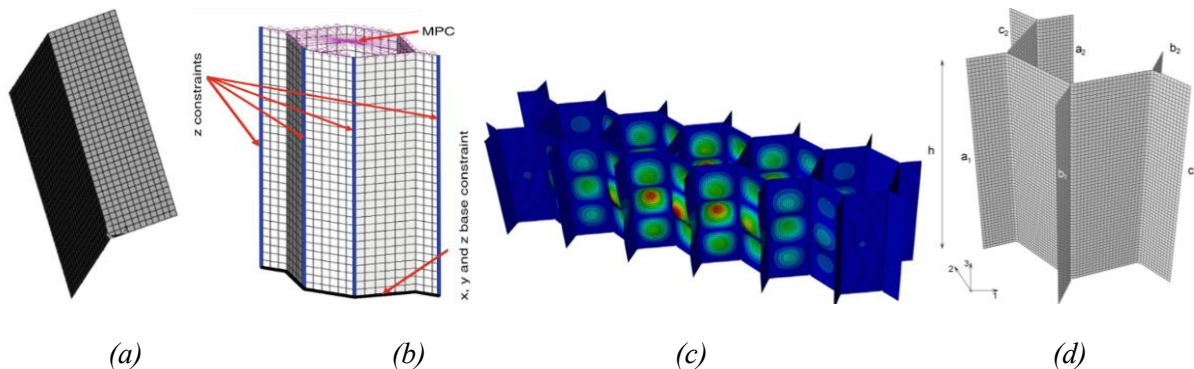 MPC
z constraints
x, y and z base constraint
h
c₂
a₂
b₂
a₁
b₁
c
3
2
1
(a)
(b)
(c)
(d)